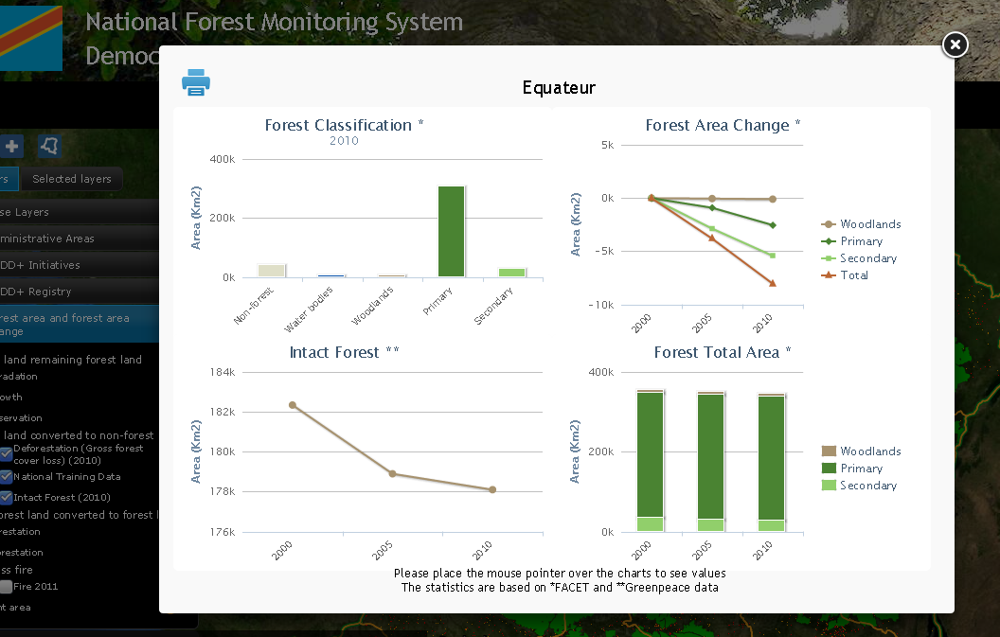 National Forest Monitoring System
Democ
Equateur
Forest Classification *
2010
400k
200k
0k
Area (Km2)
Non-forest
Water bodies
Woodlands
Primary
Secondary
Forest Area Change *
5k
0k
-5k
-10k
Area (Km2)
2000
2005
2010
Woodlands
Primary
Secondary
Total
Intact Forest **
184k
182k
180k
178k
176k
Area (Km2)
2000
2005
2010
Forest Total Area *
400k
200k
0k
Area (Km2)
2000
2005
2010
Woodlands
Primary
Secondary
Please place the mouse pointer over the charts to see values
The statistics are based on *FACET and **Greenpeace data
rs
Selected layers
se Layers
ministrative Areas
DD+ Initiatives
DD+ Registry
rest area and forest area
ange
land remaining forest land
radation
owth
servation
land converted to non-forest
Deforestation (Gross forest
cover loss) (2010)
National Training Data
Intact Forest (2010)
orest land converted to forest l
restation
orestation
ss fire
Fire 2011
nt area